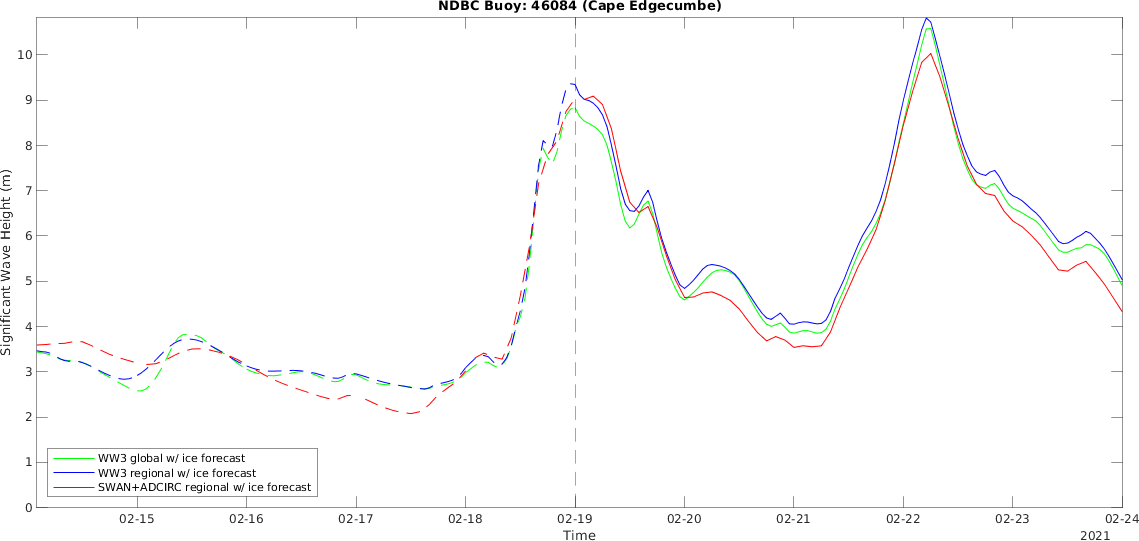 NDBC Buoy: 46084 (Cape Edgecumbe)
Significant Wave Height (m)
10
9
8
7
6
5
4
3
2
1
0
WW3 global w/ ice forecast
WW3 regional w/ ice forecast
SWAN+ADCIRC regional w/ ice forecast
02-15 02-16 02-17 02-18 02-19 02-20 02-21 02-22 02-23 02-24
Time
2021